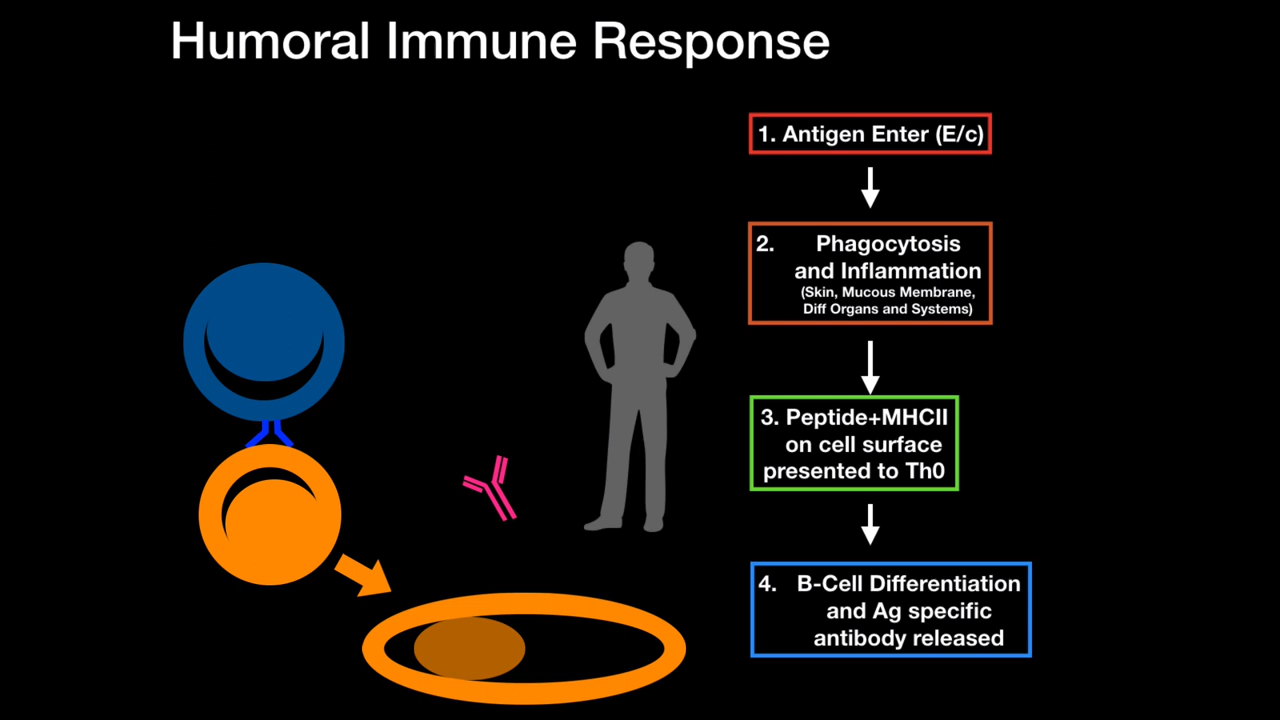 Humoral Immune Response
1. Antigen Enter (E/c)
2. Phagocytosis
and Inflammation
(Skin, Mucous Membrane,
Diff Organs and Systems)
3. Peptide+MHCII
on cell surface
presented to Th0
4. B-Cell Differentiation
and Ag specific
antibody released